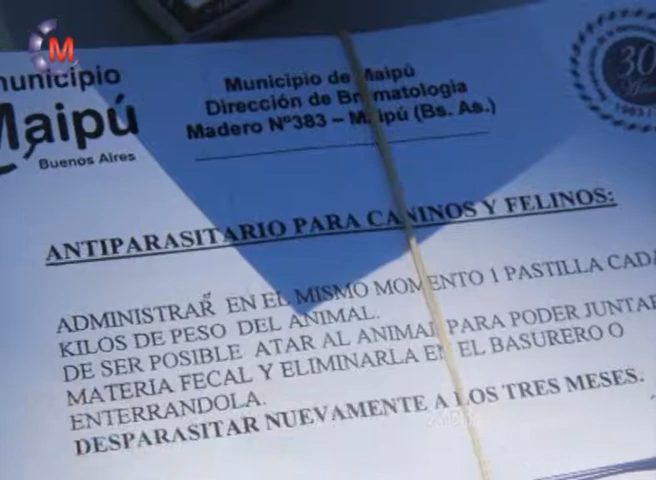 M
municipio
Maipú
Buenos Aires
Municipio de Maipú
Dirección de Bromatologia
Madero Nº383 – Maipú (Bs. As.)
30
ANTIPARASITARIO PARA CANINOS Y FELINOS:
ADMINISTRAR EN EL MISMO MOMENTO 1 PASTILLA CADA
KILOS DE PESO DEL ANIMAL.
DE SER POSIBLE ATAR AL ANIMAL PARA PODER JUNTAR
MATERIA FECAL Y ELIMINARLA EN EL BASURERO O
ENTERRANDOLA.
DESPARASITAR NUEVAMENTE A LOS TRES MESES.